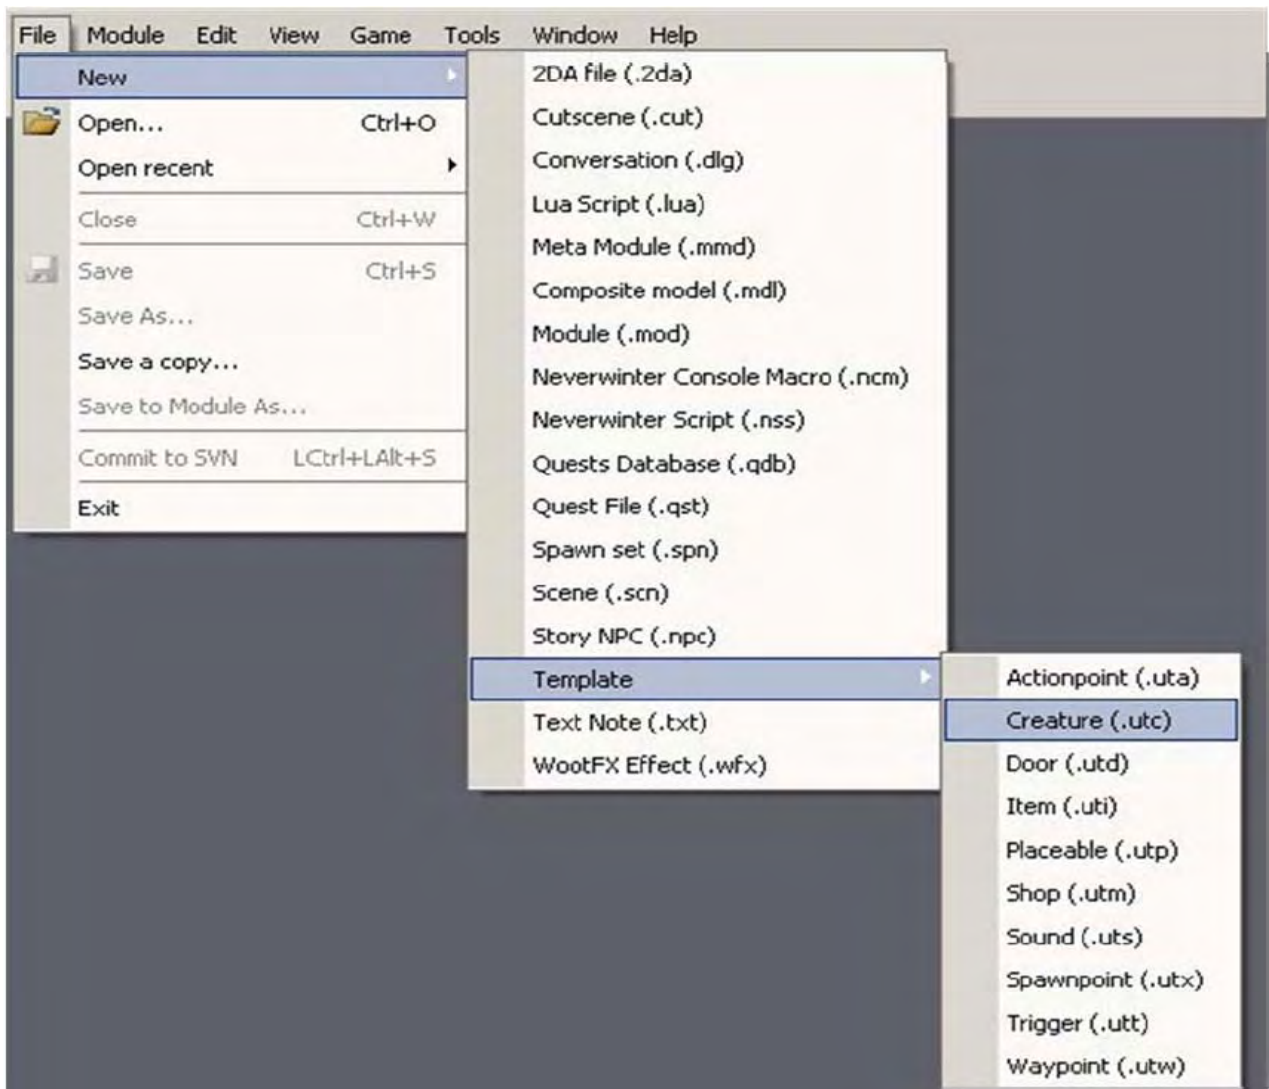 File Module Edit View Game Tools Window Help
New
Open... Ctrl+O
Open recent
Close Ctrl+W
Save Ctrl+S
Save As...
Save a copy...
Save to Module As...
Commit to SVN LCtrl+LAlt+S
Exit
2DA file (.2da)
Cutscene (.cut)
Conversation (.dlg)
Lua Script (.lua)
Meta Module (.mmd)
Composite model (.mdl)
Module (.mod)
Neverwinter Console Macro (.ncm)
Neverwinter Script (.nss)
Quests Database (.qdb)
Quest File (.qst)
Spawn set (.spn)
Scene (.scn)
Story NPC (.npc)
Template
Text Note (.txt)
WootFX Effect (.wfx)
Actionpoint (.uta)
Creature (.utc)
Door (.utd)
Item (.uti)
Placeable (.utp)
Shop (.utm)
Sound (.uts)
Spawnpoint (.utx)
Trigger (.utt)
Waypoint (.utw)